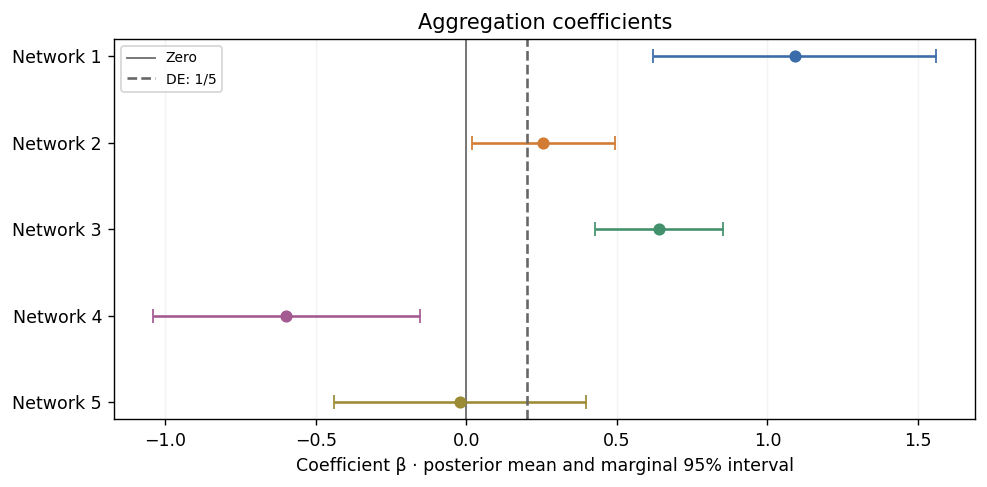 Aggregation coefficients
Zero
DE: 1/5
Network 1
Network 2
Network 3
Network 4
Network 5
−1.0 −0.5 0.0 0.5 1.0 1.5
Coefficient β · posterior mean and marginal 95% interval